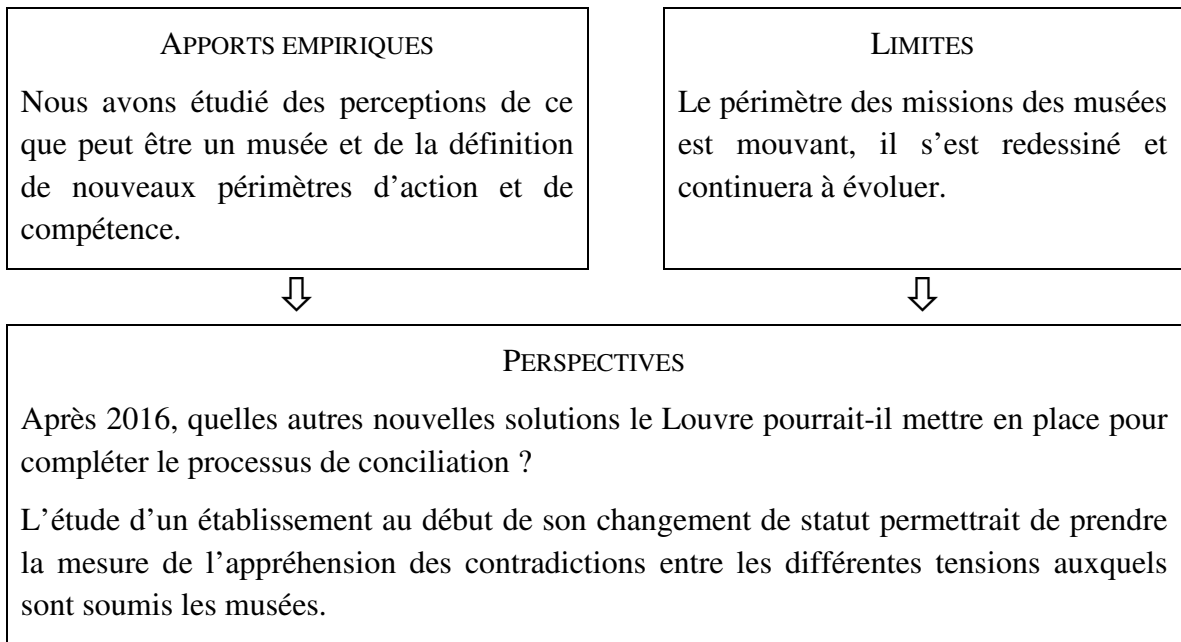 APPORTS EMPIRIQUES
Nous avons étudié des perceptions de ce
que peut être un musée et de la définition
de nouveaux périmètres d’action et de
compétence.
LIMITES
Le périmètre des missions des musées
est mouvant, il s’est redessiné et
continuera à évoluer.
PERSPECTIVES
Après 2016, quelles autres nouvelles solutions le Louvre pourrait-il mettre en place pour
compléter le processus de conciliation ?
L’étude d’un établissement au début de son changement de statut permettrait de prendre
la mesure de l’appréhension des contradictions entre les différentes tensions auxquels
sont soumis les musées.